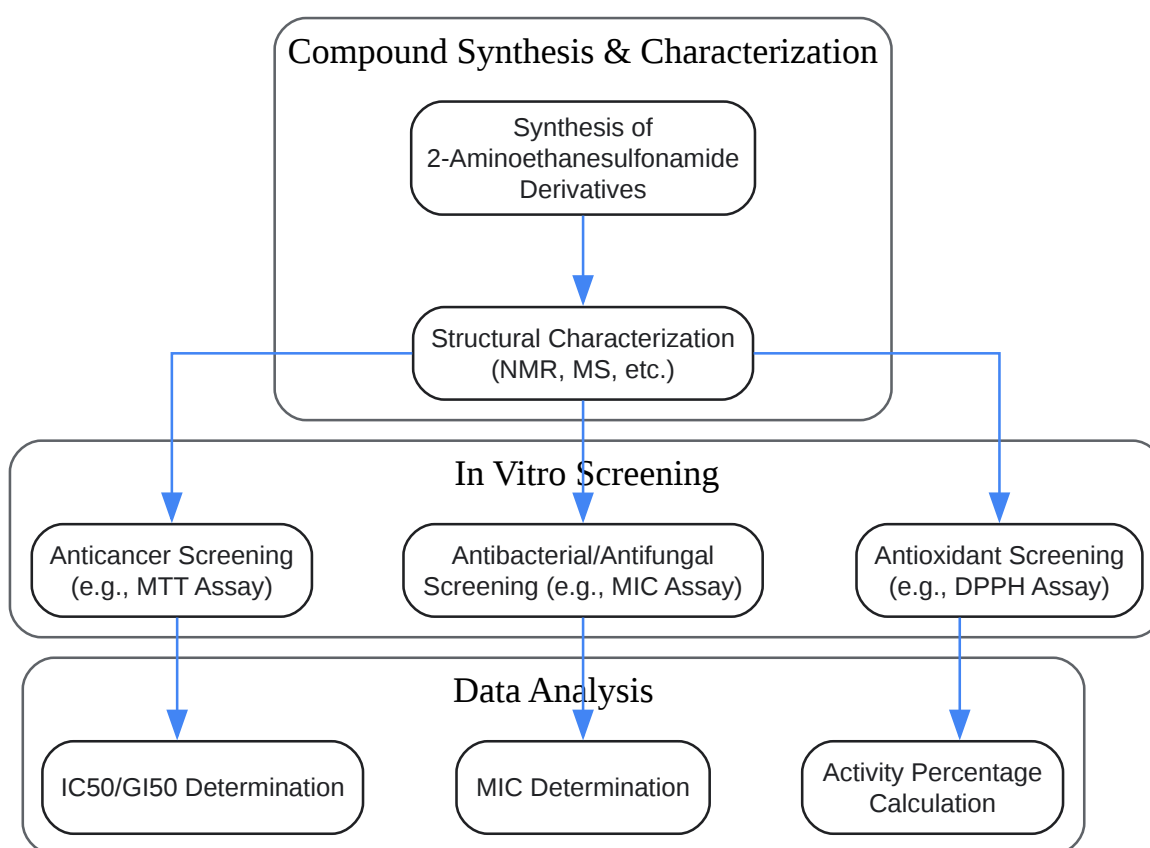 Compound Synthesis & Characterization
Synthesis of
2-Aminoethanesulfonamide
Derivatives
Structural Characterization
(NMR, MS, etc.)
In Vitro Screening
Anticancer Screening
(e.g., MTT Assay)
Antibacterial/Antifungal
Screening (e.g., MIC Assay)
Antioxidant Screening
(e.g., DPPH Assay)
Data Analysis
IC50/GI50 Determination
MIC Determination
Activity Percentage
Calculation